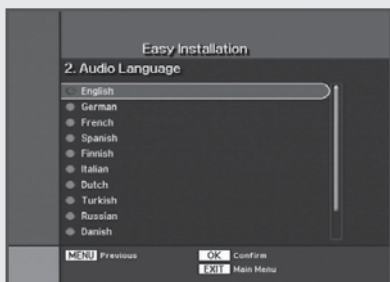 Easy Installation
2. Audio Language
English
German
French
Spanish
Finnish
Italian
Dutch
Turkish
Russian
Danish
MENU Previous OK Confirm
EXIT Main Menu